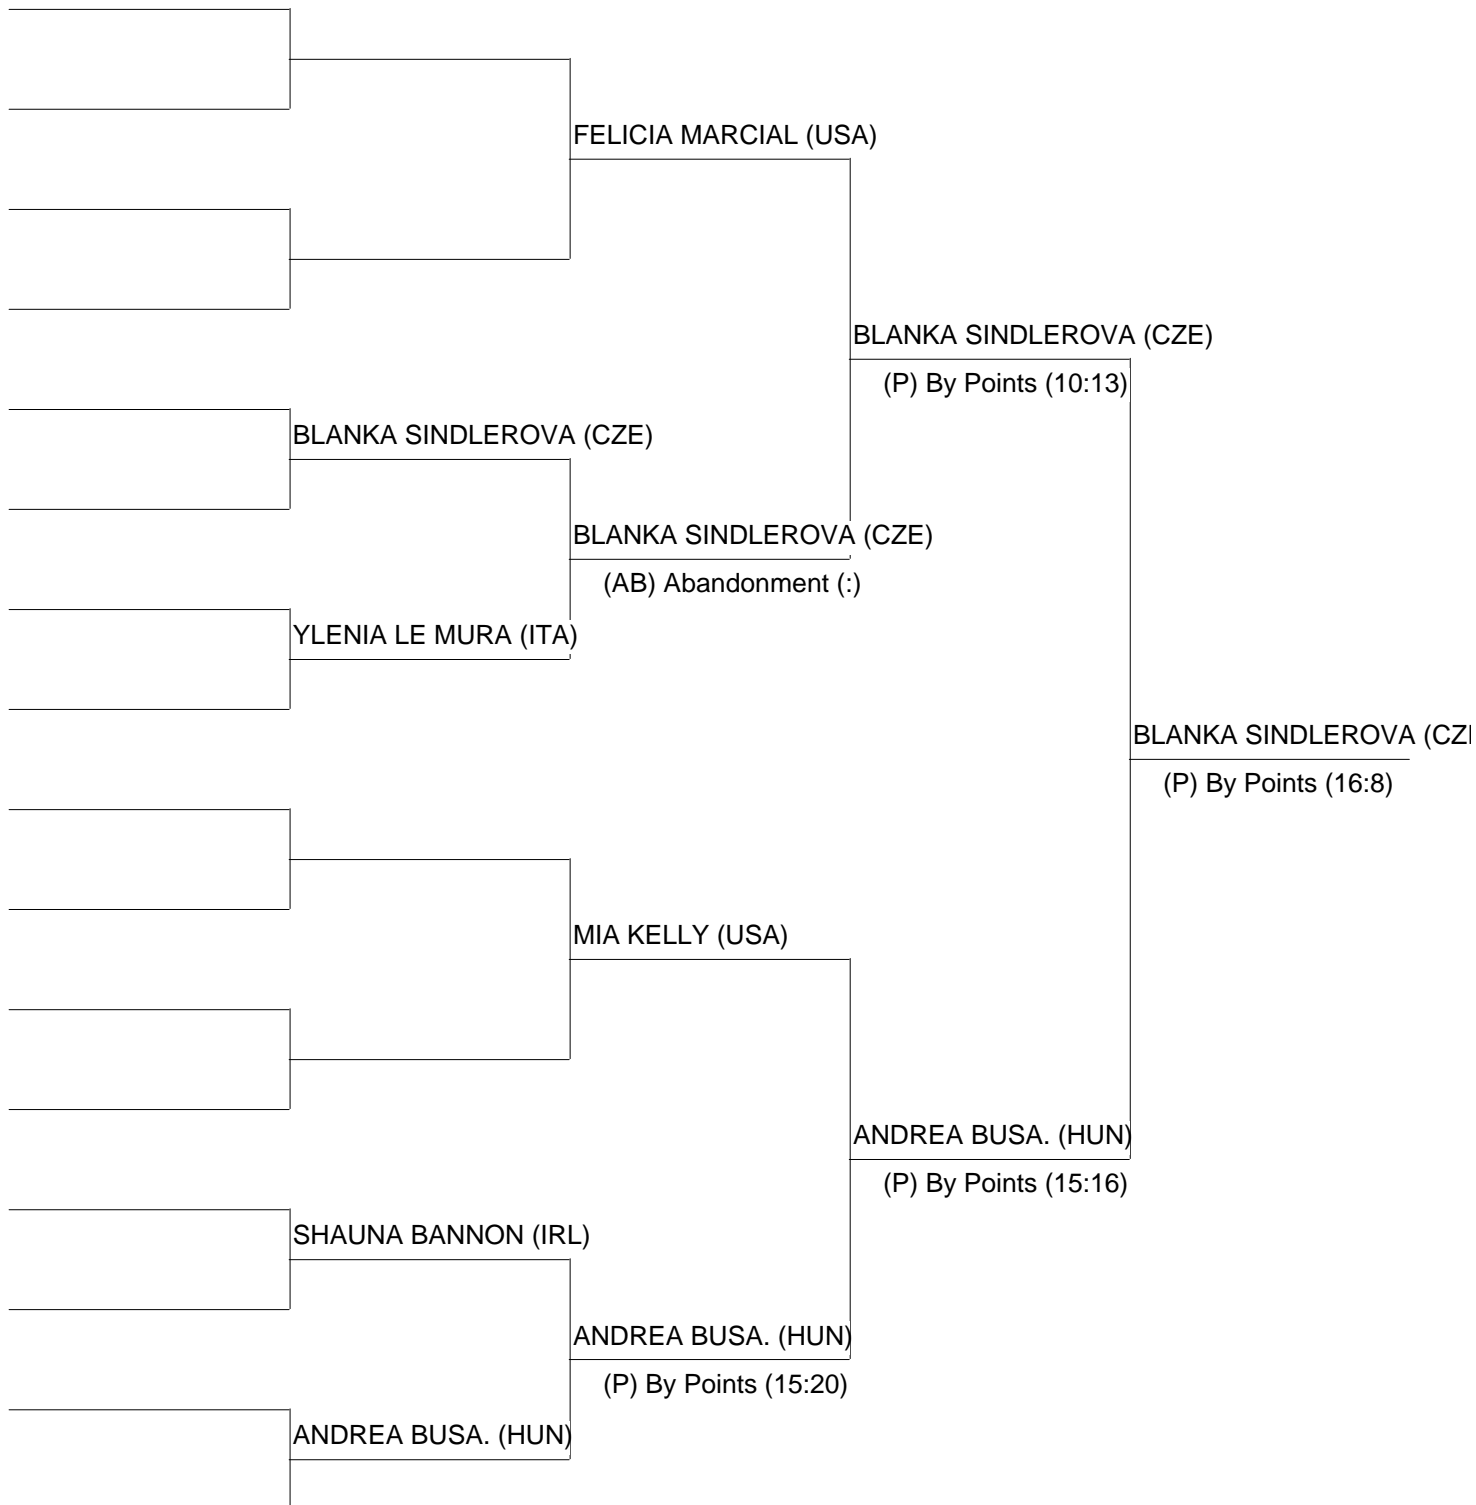 FELICIA MARCIAL (USA)
BLANKA SINDLEROVA (CZE)
(P) By Points (10:13)
BLANKA SINDLEROVA (CZE)
BLANKA SINDLEROVA (CZE)
(AB) Abandonment (:)
YLENIA LE MURA (ITA)
BLANKA SINDLEROVA (CZ
(P) By Points (16:8)
MIA KELLY (USA)
ANDREA BUSA. (HUN)
(P) By Points (15:16)
SHAUNA BANNON (IRL)
ANDREA BUSA. (HUN)
(P) By Points (15:20)
ANDREA BUSA. (HUN)